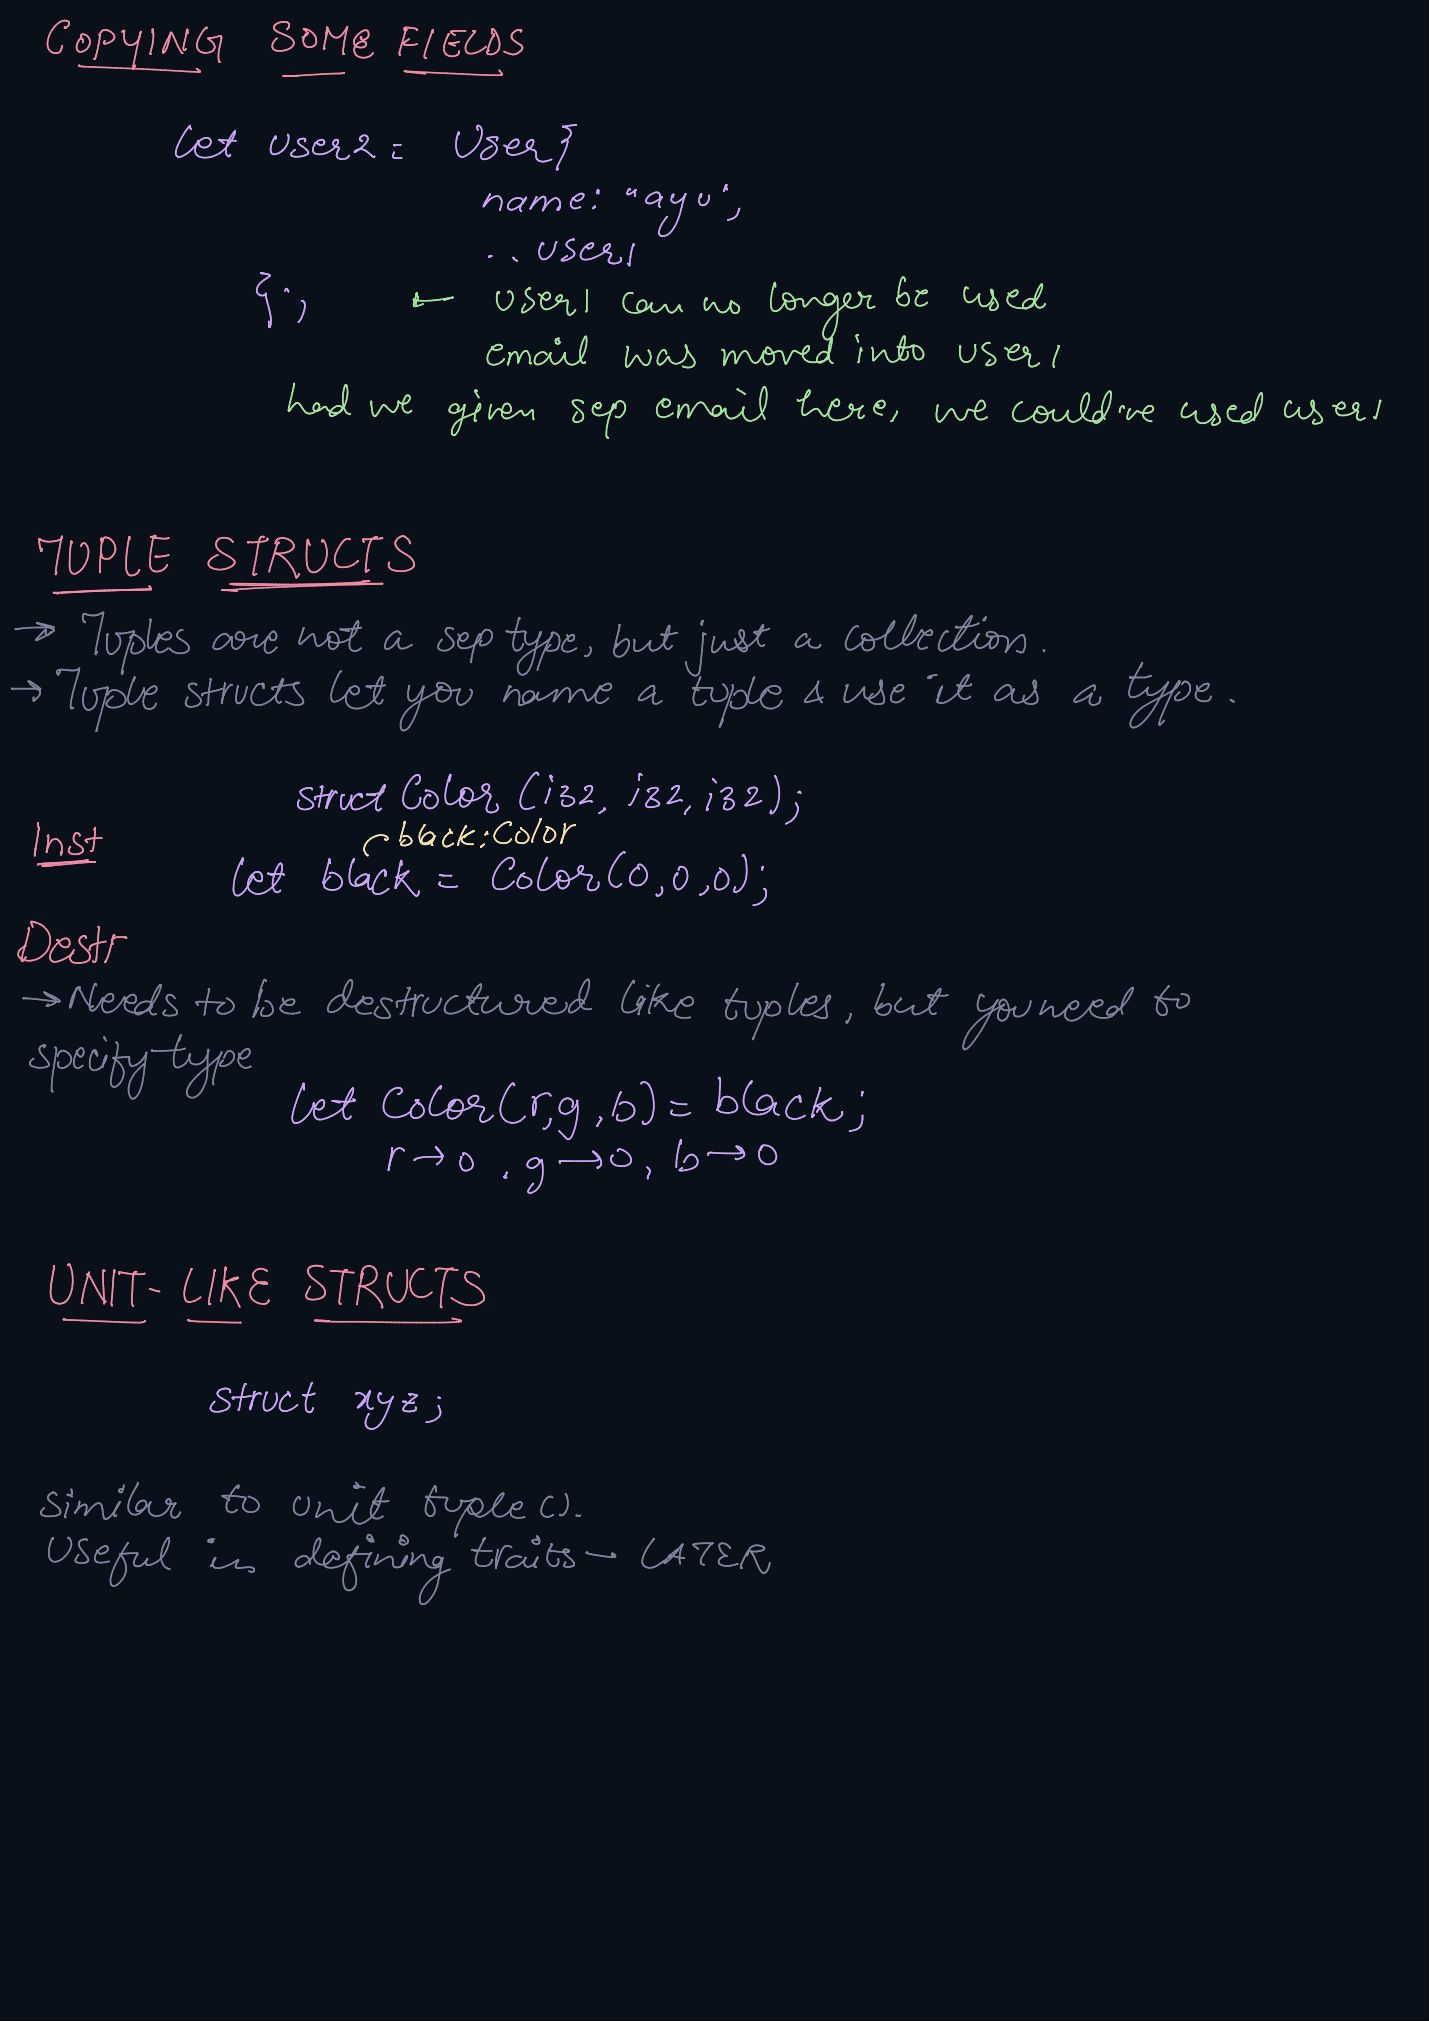 COPYING SOME FIELDS
let user2 = User{
name: "ayu",
..user1
};
← user1 can no longer be used
email was moved into user1
had we given sep email here, we could've used user1
TUPLE STRUCTS
→ Tuples are not a sep type, but just a collection.
→ Tuple structs let you name a tuple & use it as a type.
struct Color (i32, i32, i32);
Inst
black:Color
let black = Color(0,0,0);
Destr
→ Needs to be destructured like tuples, but you need to
specify type
let Color(r,g,b) = black;
r→0, g→0, b→0
UNIT-LIKE STRUCTS
struct xyz;
similar to unit tuple ().
Useful in defining traits - LATER